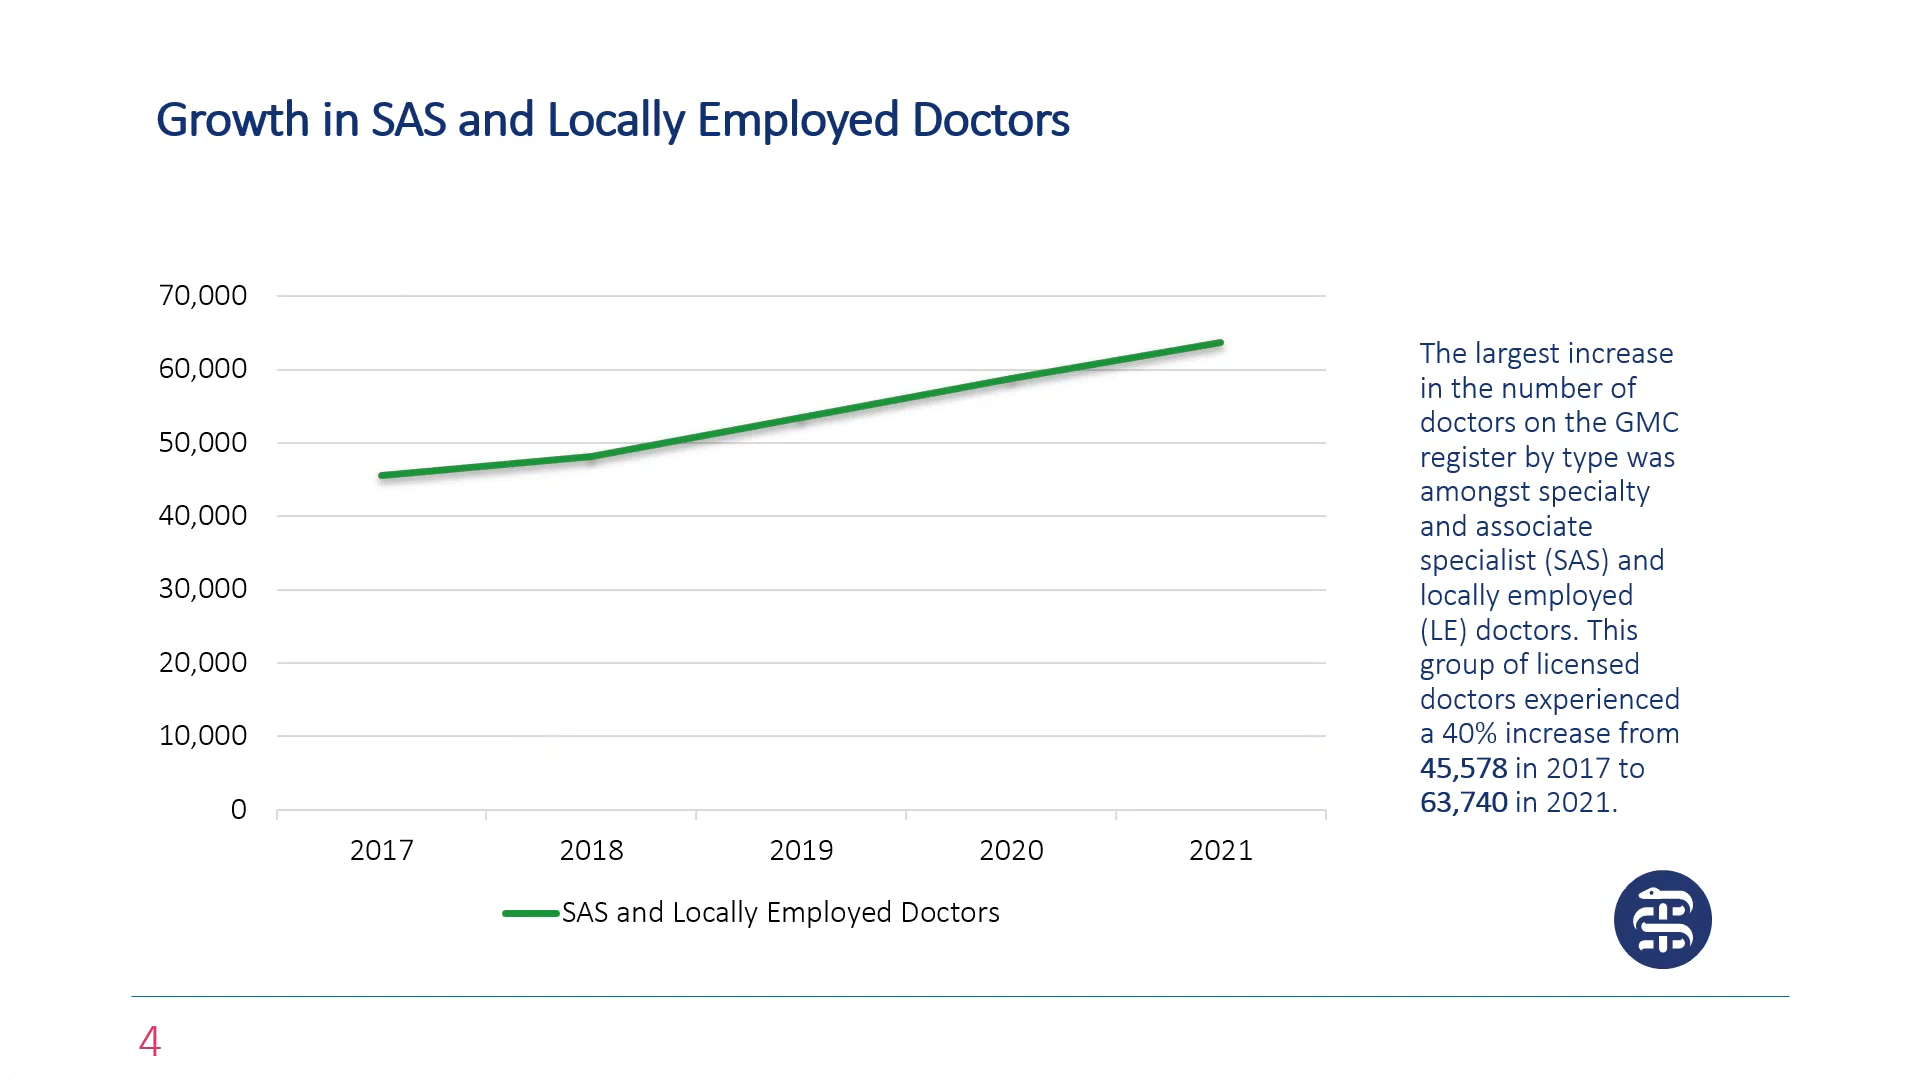 Growth in SAS and Locally Employed Doctors
70,000
60,000
50,000
40,000
30,000
20,000
10,000
0
2017 2018 2019 2020 2021
SAS and Locally Employed Doctors
The largest increase
in the number of
doctors on the GMC
register by type was
amongst specialty
and associate
specialist (SAS) and
locally employed
(LE) doctors. This
group of licensed
doctors experienced
a 40% increase from
45,578 in 2017 to
63,740 in 2021.
4